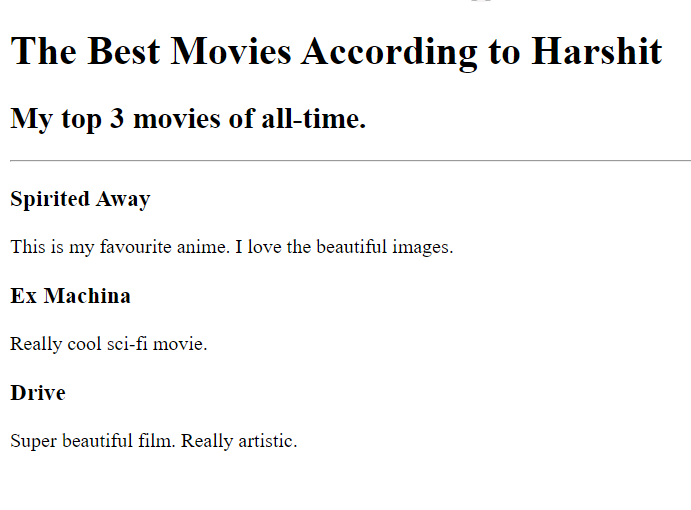 The Best Movies According to Harshit
My top 3 movies of all-time.
Spirited Away
This is my favourite anime. I love the beautiful images.
Ex Machina
Really cool sci-fi movie.
Drive
Super beautiful film. Really artistic.